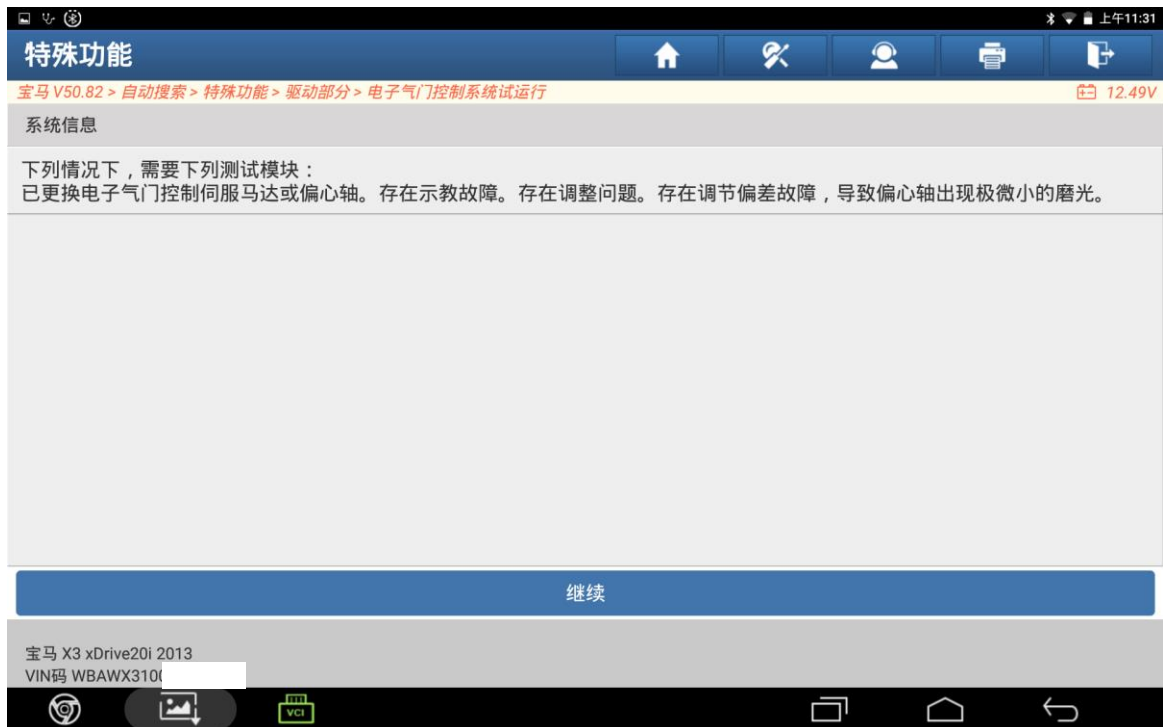 上午11:31
特殊功能
宝马 V50.82 > 自动搜索 > 特殊功能 > 驱动部分 > 电子气门控制系统试运行
12.49V
系统信息
下列情况下，需要下列测试模块：
已更换电子气门控制伺服马达或偏心轴。存在示教故障。存在调整问题。存在调节偏差故障，导致偏心轴出现极微小的磨光。
继续
宝马 X3 xDrive20i 2013
VIN码 WBAWX3100
VCI